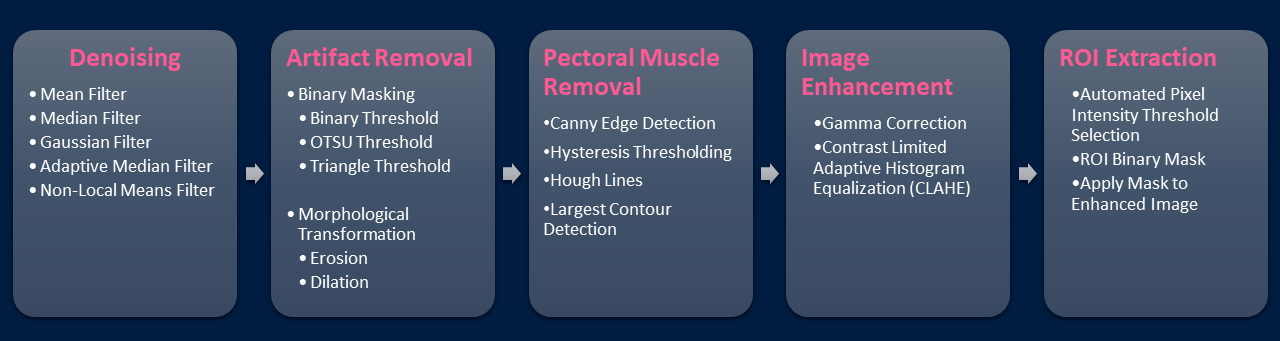 Denoising
• Mean Filter
• Median Filter
• Gaussian Filter
• Adaptive Median Filter
• Non-Local Means Filter
Artifact Removal
• Binary Masking
• Binary Threshold
• OTSU Threshold
• Triangle Threshold
• Morphological
Transformation
• Erosion
• Dilation
Pectoral Muscle
Removal
•Canny Edge Detection
•Hysteresis Thresholding
•Hough Lines
•Largest Contour
Detection
Image
Enhancement
•Gamma Correction
•Contrast Limited
Adaptive Histogram
Equalization (CLAHE)
ROI Extraction
•Automated Pixel
Intensity Threshold
Selection
•ROI Binary Mask
•Apply Mask to
Enhanced Image